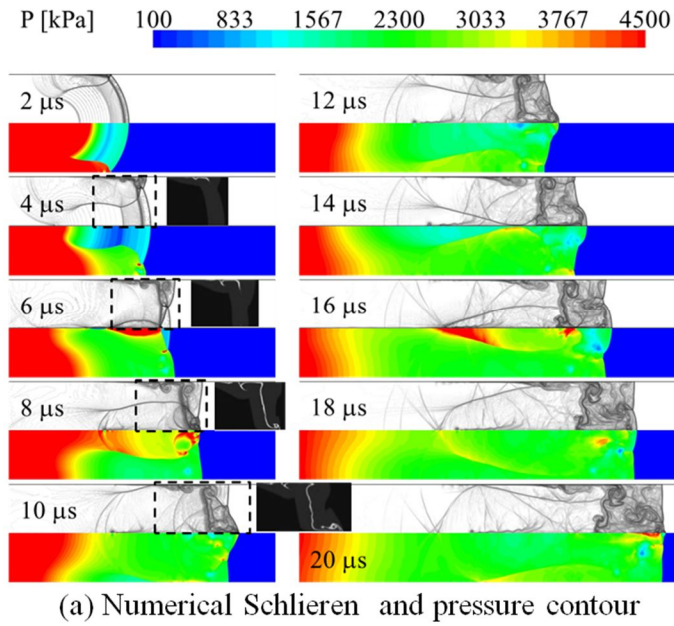 P [kPa] 100 833 1567 2300 3033 3767 4500
2 μs
4 μs
6 μs
8 μs
10 μs
12 μs
14 μs
16 μs
18 μs
20 μs
(a) Numerical Schlieren and pressure contour